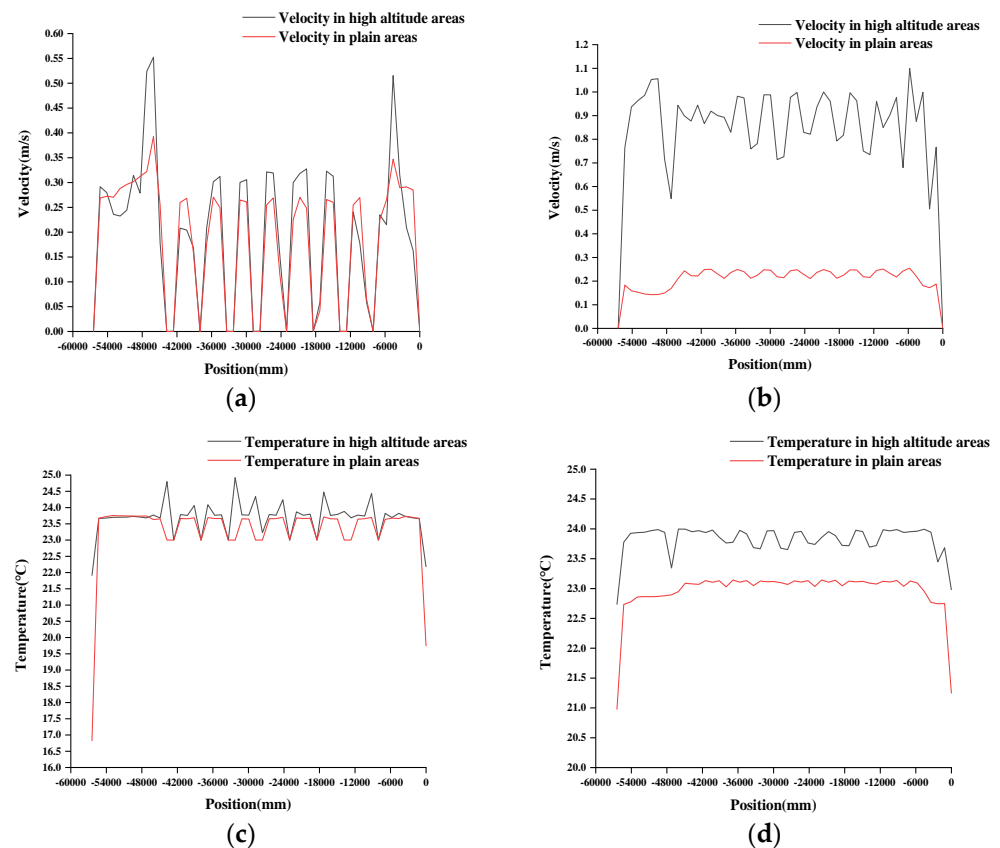 Velocity in high altitude areas
Velocity in plain areas
0.60
0.55
0.50
0.45
0.40
0.35
0.30
0.25
0.20
0.15
0.10
0.05
0.00
Velocity(m/s)
-60000 -54000 -48000 -42000 -36000 -30000 -24000 -18000 -12000 -6000 0
Position(mm)
(a)
Velocity in high altitude areas
Velocity in plain areas
1.2
1.1
1.0
0.9
0.8
0.7
0.6
0.5
0.4
0.3
0.2
0.1
0.0
Velocity(m/s)
-60000 -54000 -48000 -42000 -36000 -30000 -24000 -18000 -12000 -6000 0
Position(mm)
(b)
Temperature in high altitude areas
Temperature in plain areas
25.0
24.5
24.0
23.5
23.0
22.5
22.0
21.5
21.0
20.5
20.0
19.5
19.0
18.5
18.0
17.5
17.0
16.5
16.0
Temperature(°C)
-60000 -54000 -48000 -42000 -36000 -30000 -24000 -18000 -12000 -6000 0
Position(mm)
(c)
Temperature in high altitude areas
Temperature in plain areas
25.0
24.5
24.0
23.5
23.0
22.5
22.0
21.5
21.0
20.5
20.0
Temperature(°C)
-60000 -54000 -48000 -42000 -36000 -30000 -24000 -18000 -12000 -6000 0
Position(mm)
(d)